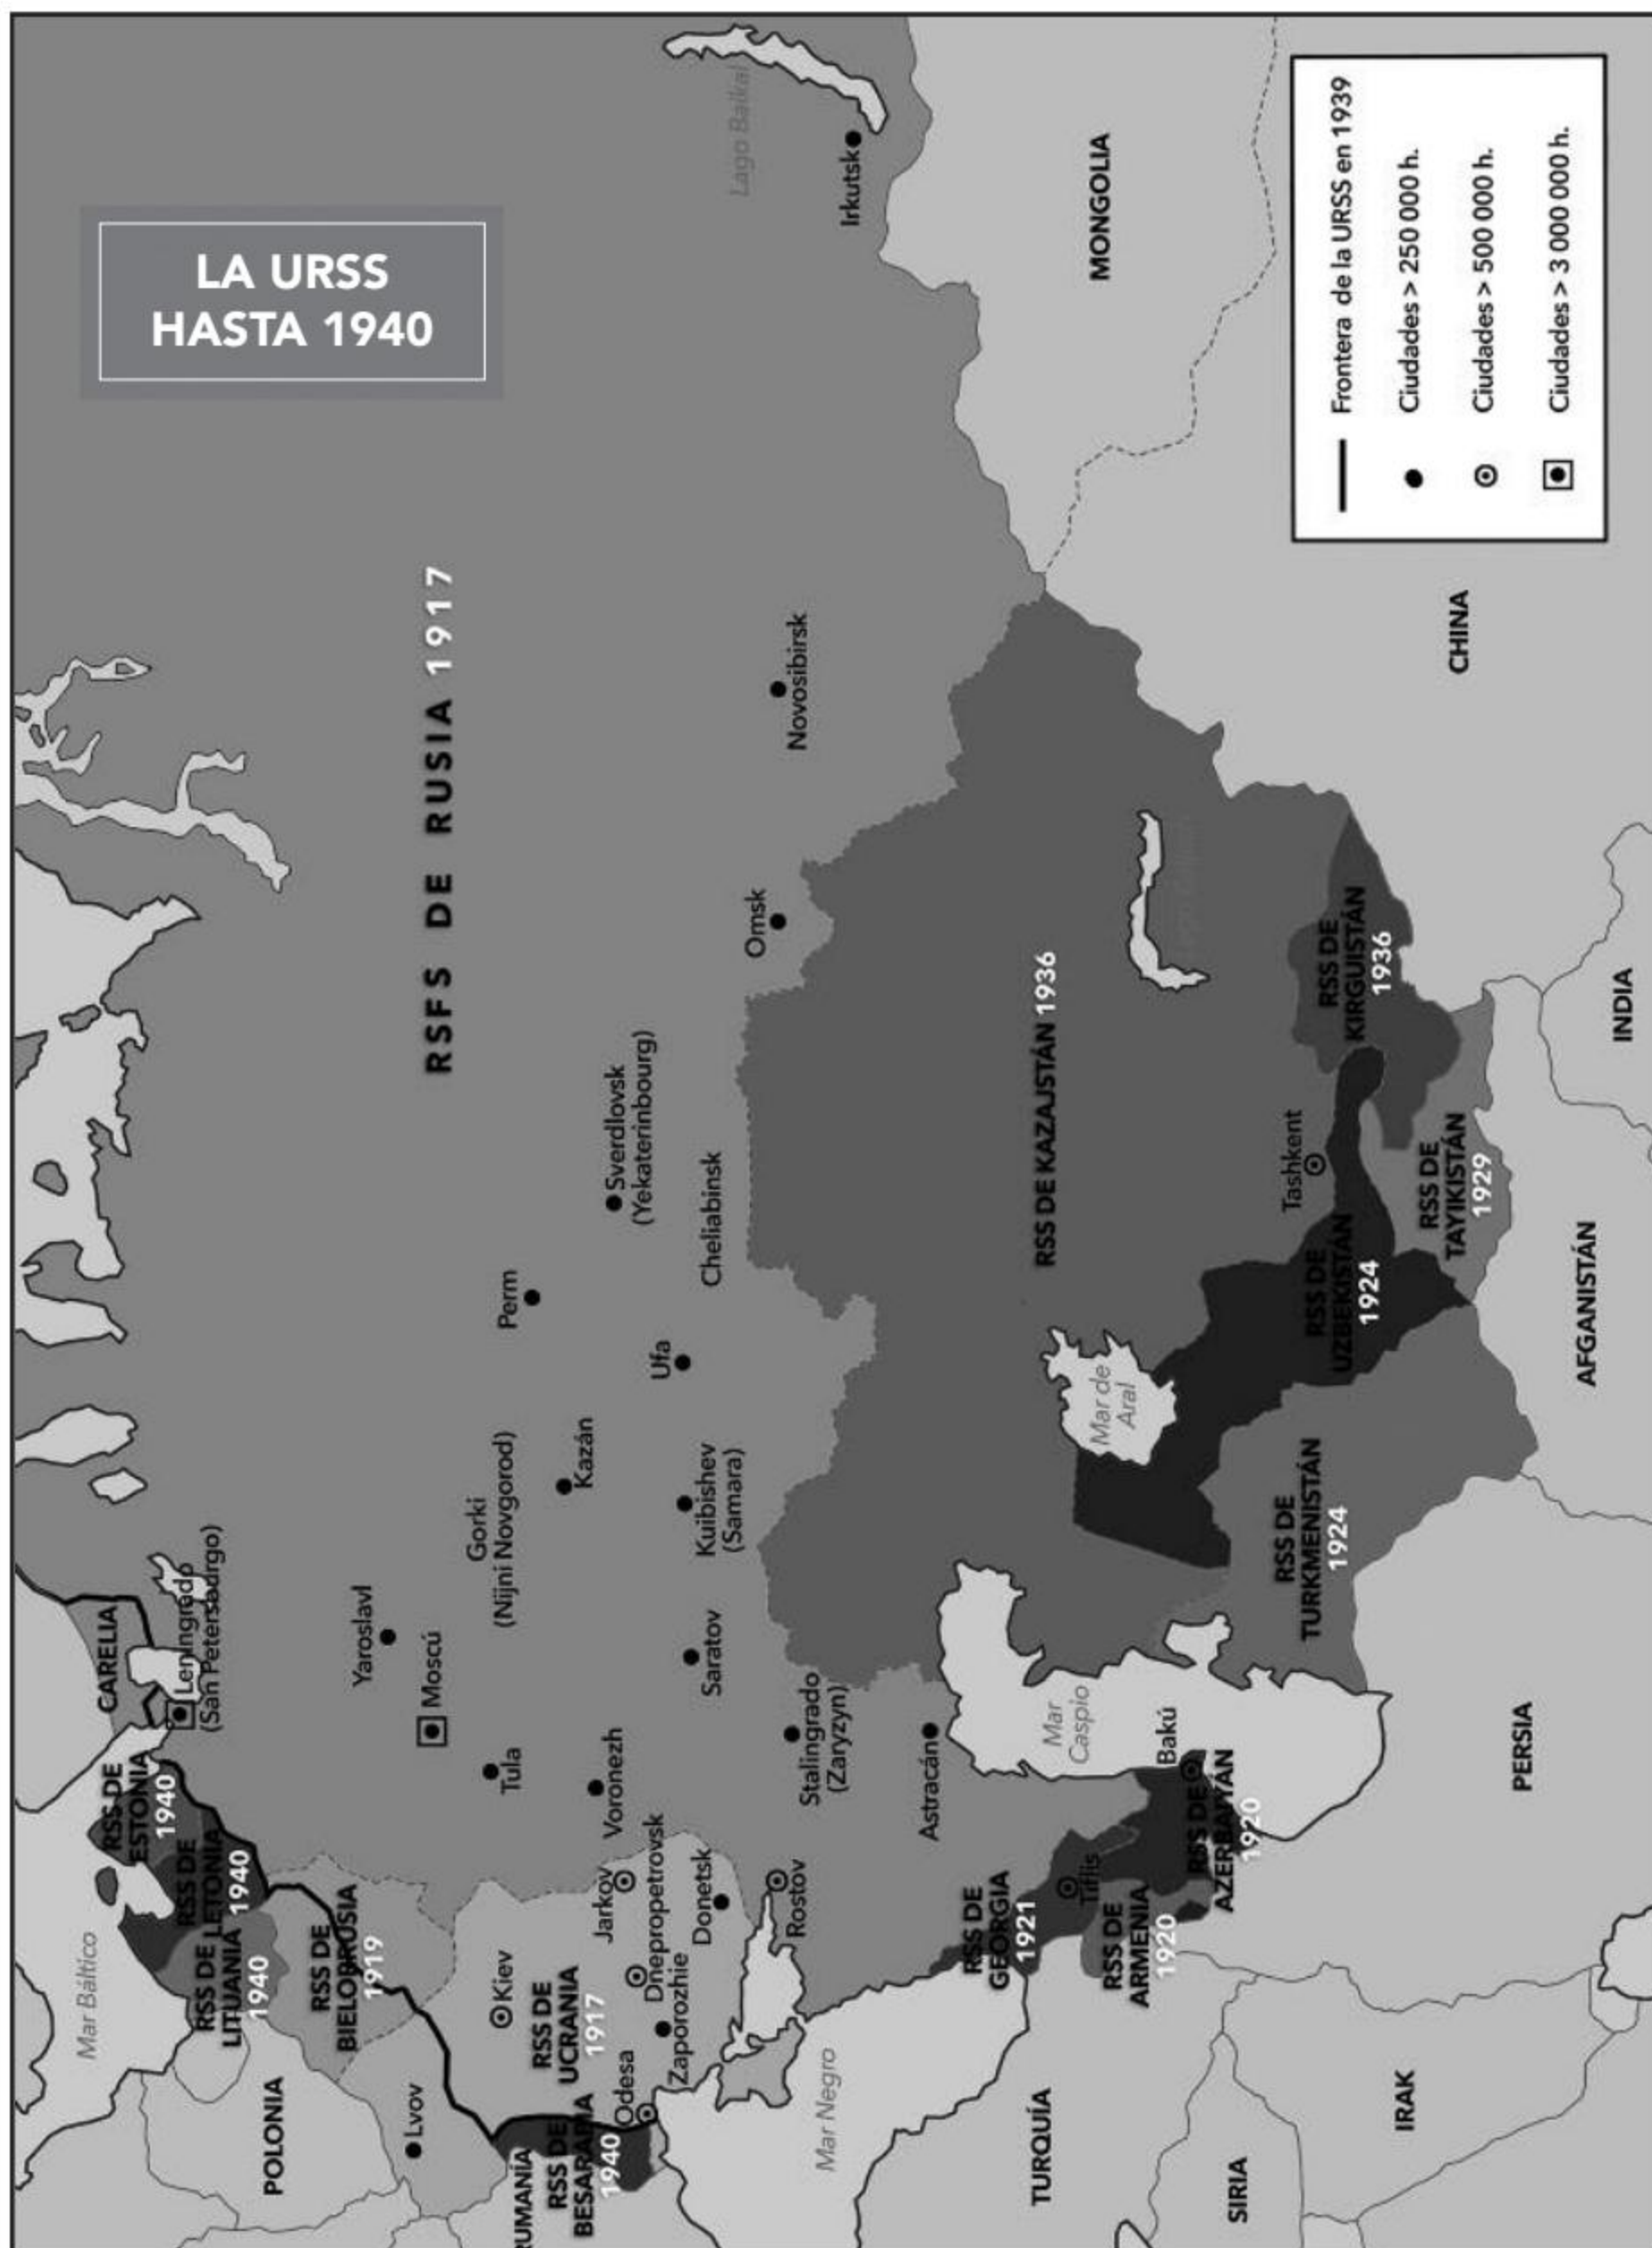 LA URSS
HASTA 1940
RSFS DE RUSIA 1917
Lago Baikal
Irkutsk
MONGOLIA
Novosibirsk
Omsk
Sverdlovsk
(Yekaterinbourg)
Cheliabinsk
Perm
Ufa
Kazán
Gorki
(Nijni Novgorod)
Kuibishev
(Samara)
Yaroslavl
Moscú
Tula
Saratov
Voronezh
Stalingrado
(Zaryzyn)
Astracán
CARELIA
Leningrado
(San Petersadrgo)
RSS DE
ESTONIA
1940
RSS DE
LETONIA
1940
RSS DE
LITUANIA
1940
Mar Báltico
RSS DE
BIELORRUSIA
1919
POLONIA
Lvov
Kiev
RSS DE
UCRANIA
1917
Jarkov
Dnepropetrovsk
Zaporozhie
Donetsk
Rostov
Odesa
RSS DE
BESARABIA
1940
RUMANÍA
Mar Negro
TURQUÍA
SIRIA
IRAK
PERSIA
RSS DE
GEORGIA
1921
Tiflis
RSS DE
ARMENIA
1920
RSS DE
AZERBAIYÁN
1920
Bakú
Mar
Caspio
Mar de
Aral
RSS DE KAZAJSTÁN 1936
RSS DE
TURKMENISTÁN
1924
RSS DE
UZBEKISTÁN
1924
Tashkent
RSS DE
TAYIKISTÁN
1929
RSS DE
KIRGUISTÁN
1936
AFGANISTÁN
INDIA
CHINA
Frontera de la URSS en 1939
Ciudades > 250 000 h.
Ciudades > 500 000 h.
Ciudades > 3 000 000 h.